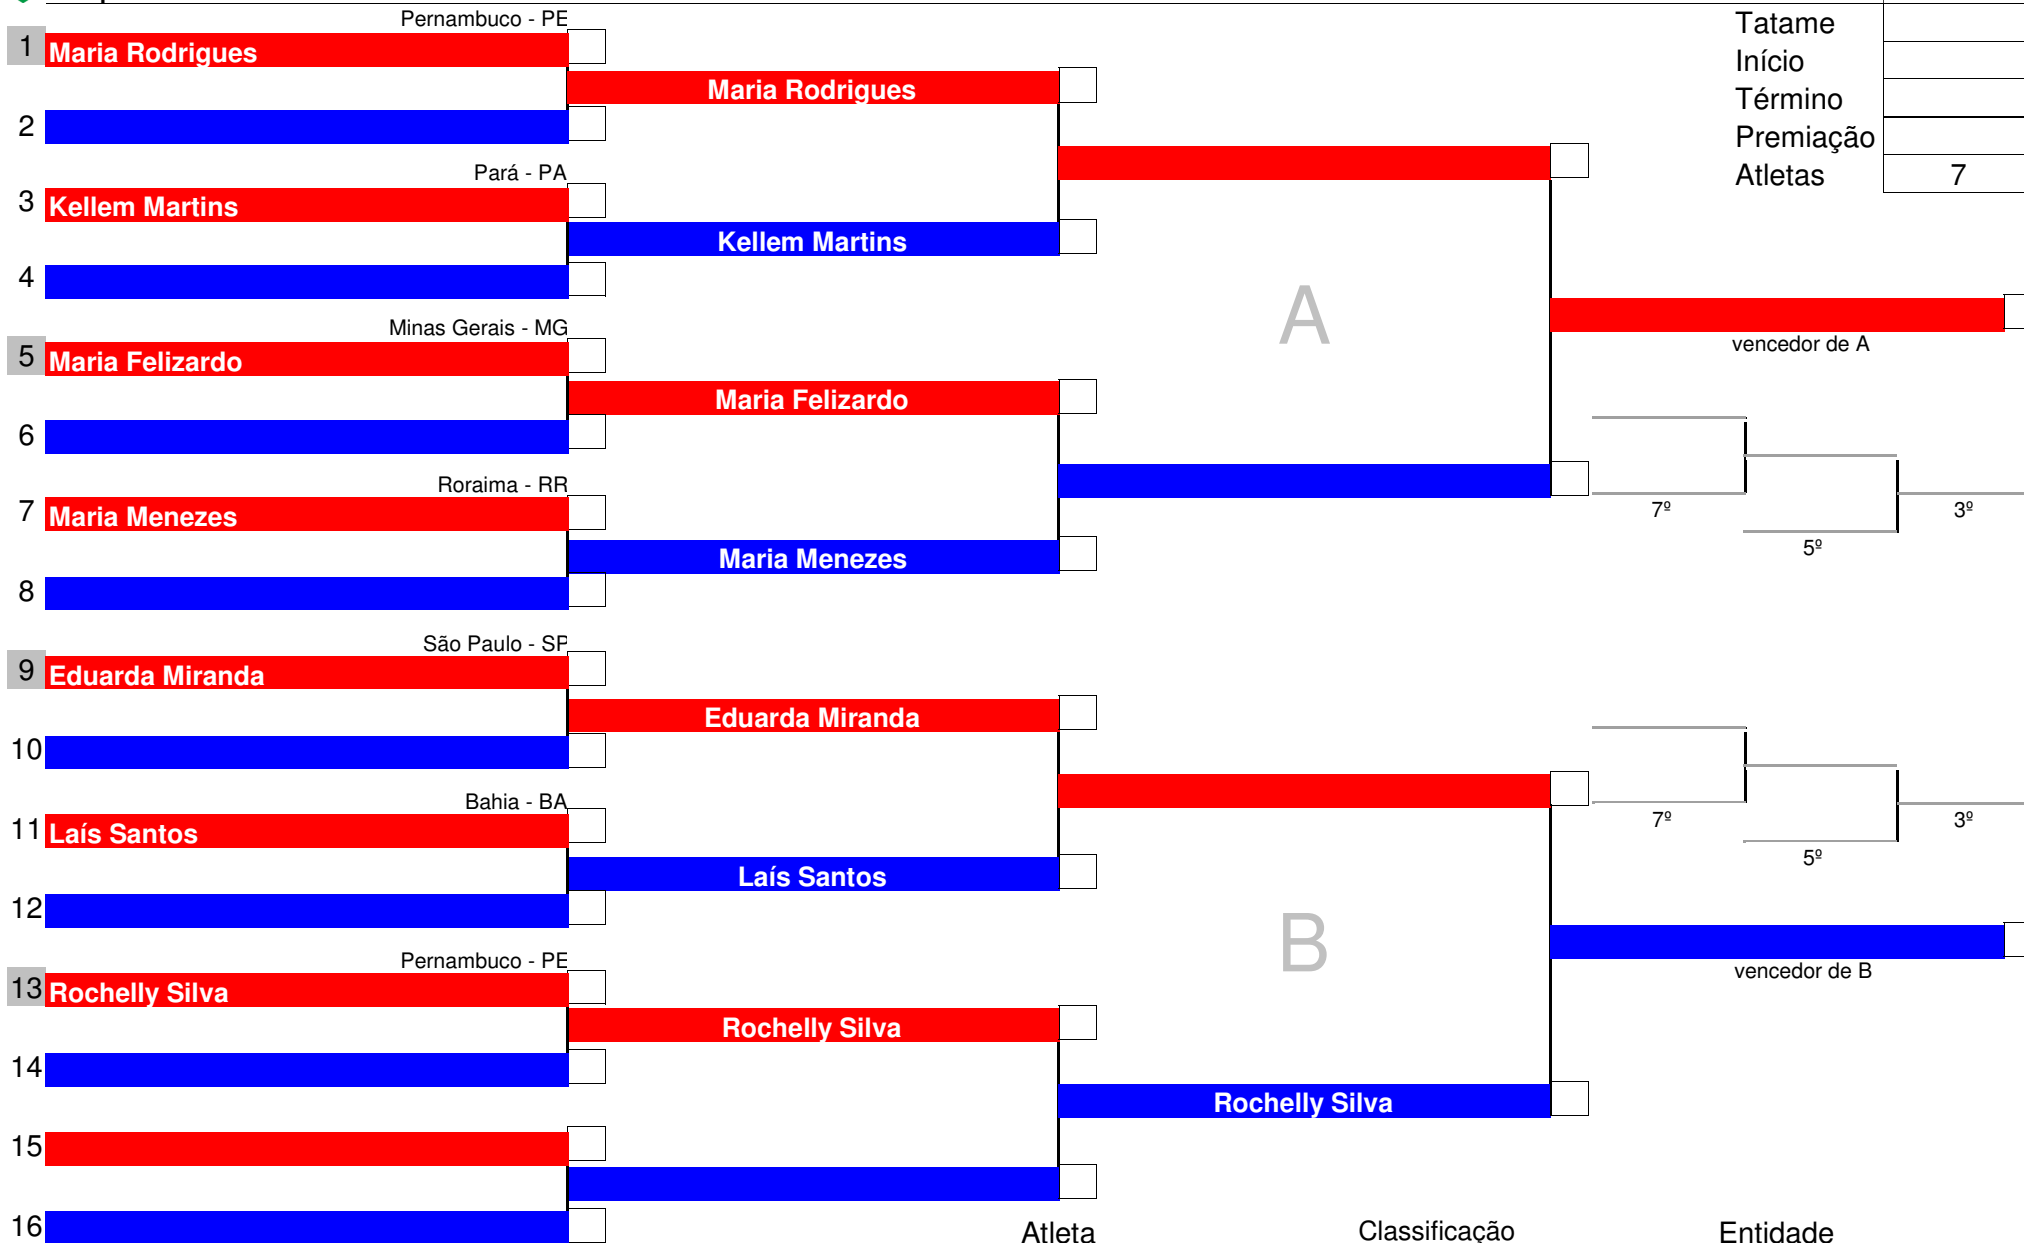 Pernambuco - PE
Tatame
1 Maria Rodrigues
Início
Maria Rodrigues
Término
2
Premiação
Pará - PA
Atletas 7
3 Kellem Martins
Kellem Martins
4
A
Minas Gerais - MG
vencedor de A
5 Maria Felizardo
Maria Felizardo
6
Roraima - RR
7º 3º
7 Maria Menezes
5º
Maria Menezes
8
São Paulo - SP
9 Eduarda Miranda
Eduarda Miranda
10
Bahia - BA
7º 3º
11 Laís Santos
5º
Laís Santos
12
B
Pernambuco - PE
vencedor de B
13 Rochelly Silva
Rochelly Silva
14
Rochelly Silva
15
16
Atleta Classificação Entidade